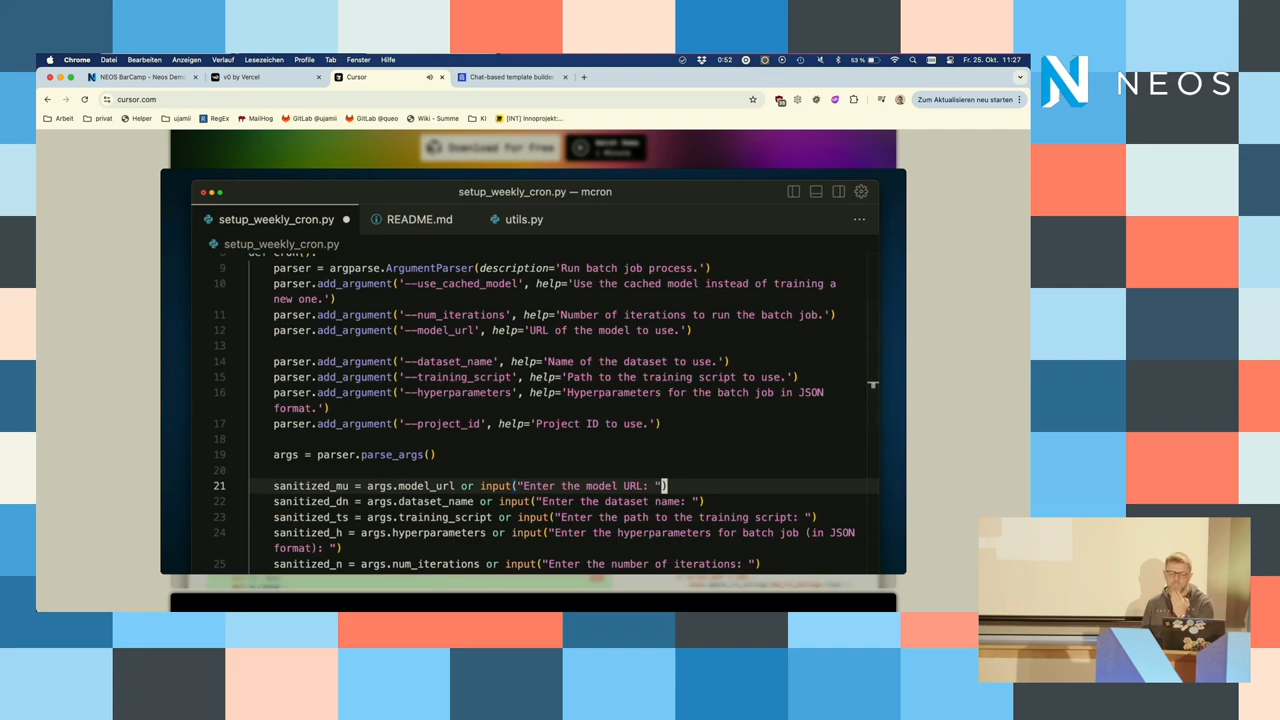 Chrome Datei Bearbeiten Anzeigen Verlauf Lesezeichen Profile Tab Fenster Hilfe 0:52 63 % Fr. 25. Okt. 11:27
NEOS BarCamp - Neos v0 by Vercel Cursor Chat-based template builder
cursor.com Zum Aktualisieren neu starten
Arbeit privat Helper ujamii RegEx MailHog GitLab @ujamii GitLab @queo Wiki - Summe KI [INT] Innoprojekt:...
NEOS
Download for Free
setup_weekly_cron.py — mcron
setup_weekly_cron.py README.md utils.py
setup_weekly_cron.py
8 def cron():
9 parser = argparse.ArgumentParser(description='Run batch job process.')
10 parser.add_argument('--use_cached_model', help='Use the cached model instead of training a
new one.')
11 parser.add_argument('--num_iterations', help='Number of iterations to run the batch job.')
12 parser.add_argument('--model_url', help='URL of the model to use.')
13
14 parser.add_argument('--dataset_name', help='Name of the dataset to use.')
15 parser.add_argument('--training_script', help='Path to the training script to use.')
16 parser.add_argument('--hyperparameters', help='Hyperparameters for the batch job in JSON
format.')
17 parser.add_argument('--project_id', help='Project ID to use.')
18
19 args = parser.parse_args()
20
21 sanitized_mu = args.model_url or input("Enter the model URL: ")
22 sanitized_dn = args.dataset_name or input("Enter the dataset name: ")
23 sanitized_ts = args.training_script or input("Enter the path to the training script: ")
24 sanitized_h = args.hyperparameters or input("Enter the hyperparameters for batch job (in JSON
format): ")
25 sanitized_n = args.num_iterations or input("Enter the number of iterations: ")